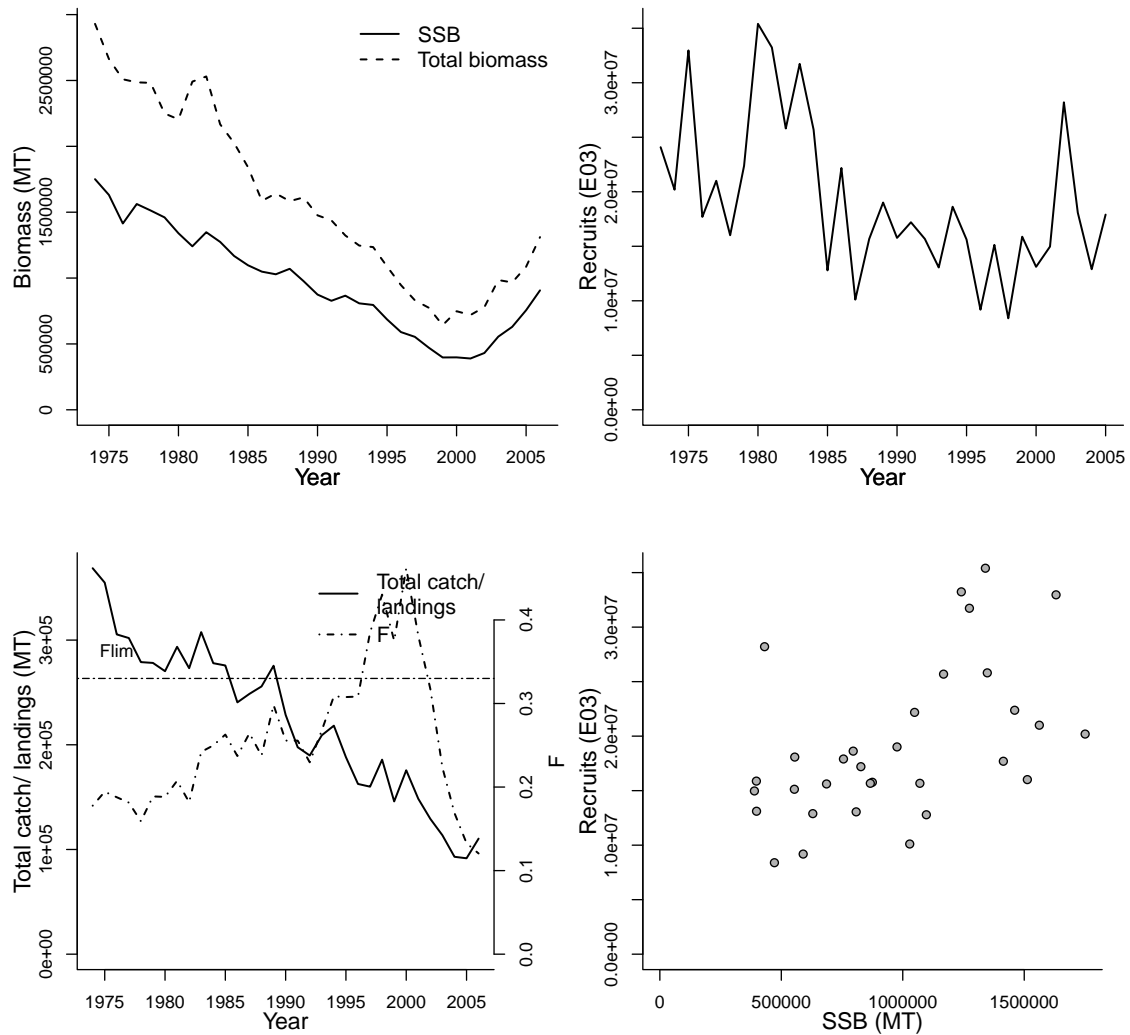 SSB
Total biomass
Biomass (MT)
0
500000
1500000
2500000
1975 1980 1985 1990 1995 2000 2005
Year
Recruits (E03)
0.0e+00
1.0e+07
2.0e+07
3.0e+07
1975 1980 1985 1990 1995 2000 2005
Year
Total catch/
landings
F
Flim
Total catch/ landings (MT)
0e+00
1e+05
2e+05
3e+05
F
0.0
0.1
0.2
0.3
0.4
1975 1980 1985 1990 1995 2000 2005
Year
Recruits (E03)
0.0e+00
1.0e+07
2.0e+07
3.0e+07
0 500000 1000000 1500000
SSB (MT)